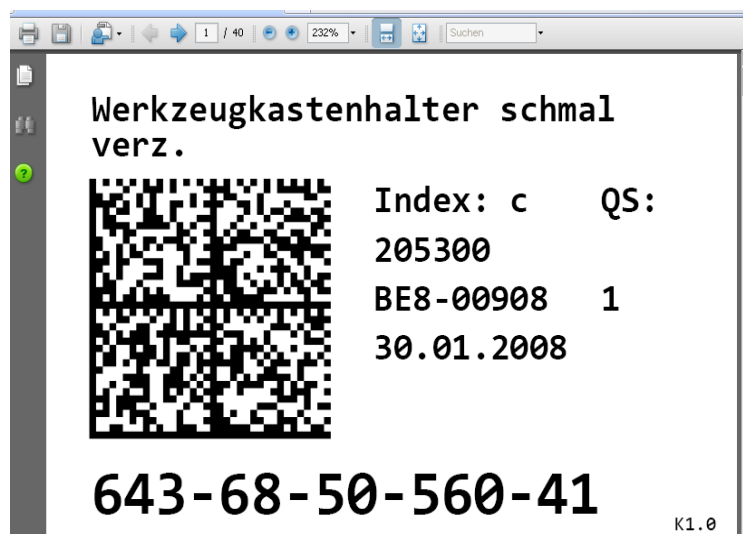 1 / 40 232% Suchen
Werkzeugkastenhalter schmal
verz.
Index: c QS:
205300
BE8-00908 1
30.01.2008
643-68-50-560-41
K1.0